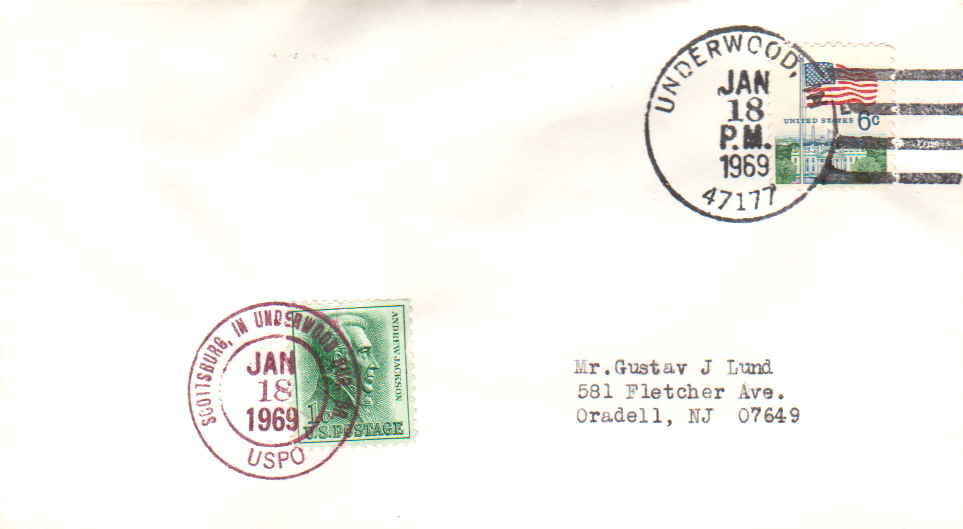 UNDERWOOD,
JAN
18
P.M.
1969
47177
UNITED STATES 6c
SCOTTSBURG, IN UNDERWOOD
JAN
18
1969
USPO
ANDREW JACKSON
1c
U.S. POSTAGE
Mr.Gustav J Lund
581 Fletcher Ave.
Oradell, NJ 07649